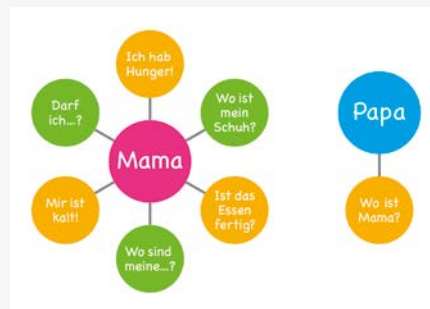 Ich hab
Hunger!
Darf
ich...?
Wo ist
mein
Schuh?
Mama
Mir ist
kalt!
Ist das
Essen
fertig?
Wo sind
meine...?
Papa
Wo ist
Mama?